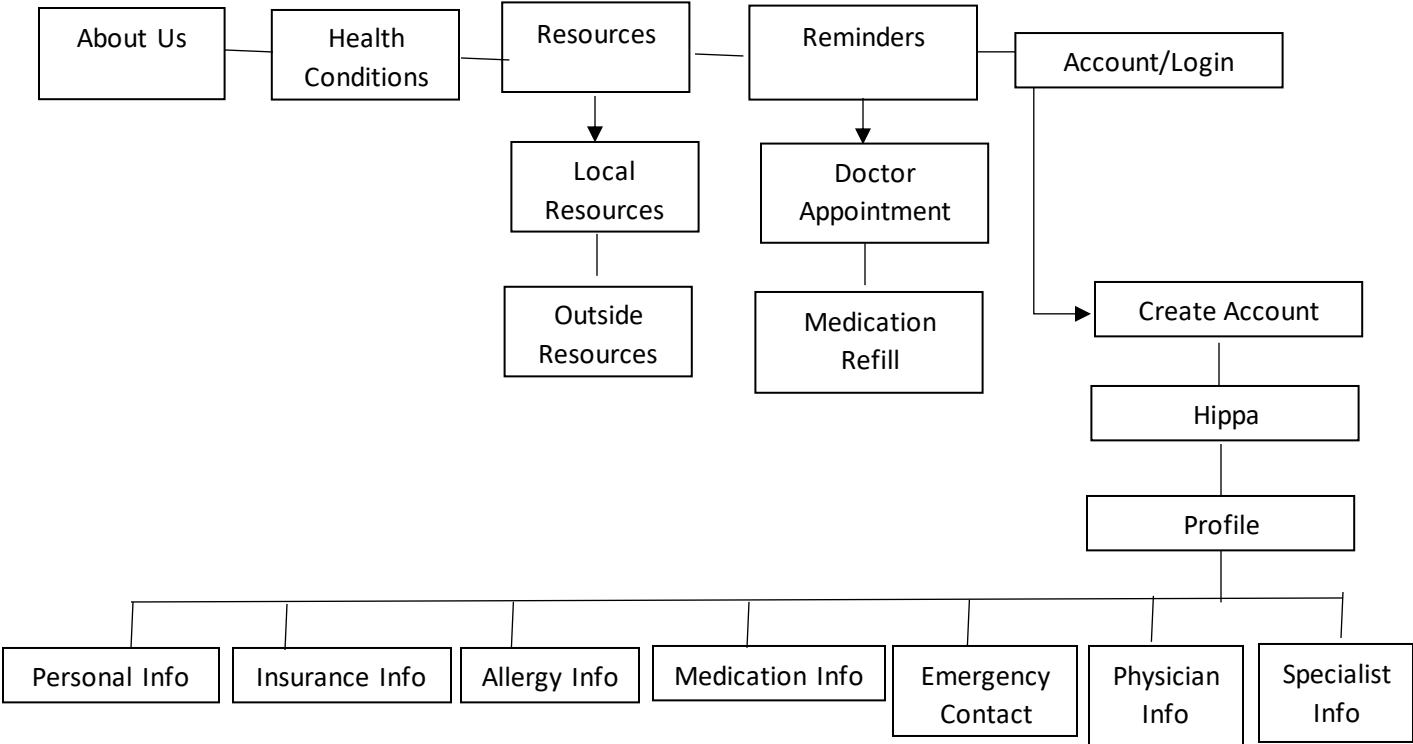 About Us
Health
Conditions
Resources
Reminders
Account/Login
Local
Resources
Doctor
Appointment
Outside
Resources
Medication
Refill
Create Account
Hippa
Profile
Personal Info
Insurance Info
Allergy Info
Medication Info
Emergency
Contact
Physician
Info
Specialist
Info